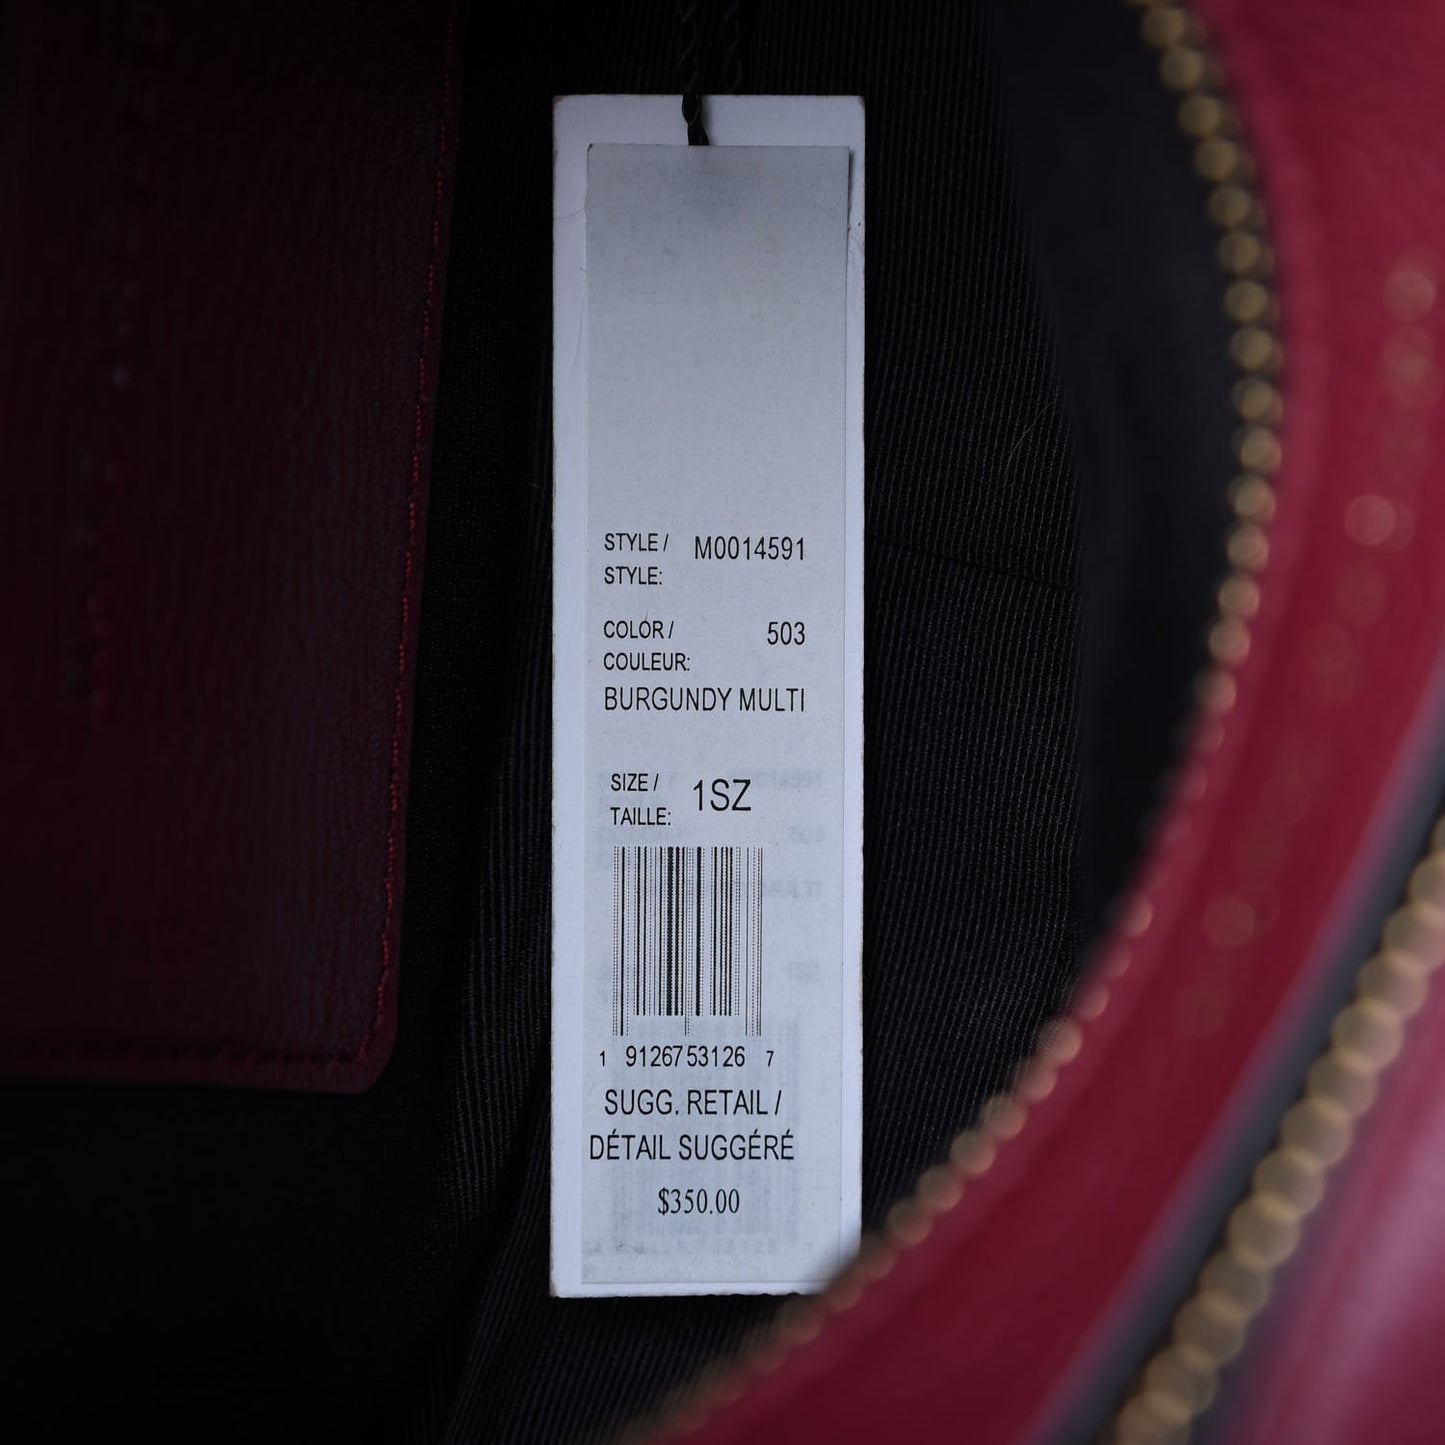 STYLE / M0014591
STYLE:
COLOR / 503
COULEUR:
BURGUNDY MULTI
SIZE / 1SZ
TAILLE:
1 91267 53126 7
SUGG. RETAIL /
DÉTAIL SUGGÉRÉ
$350.00